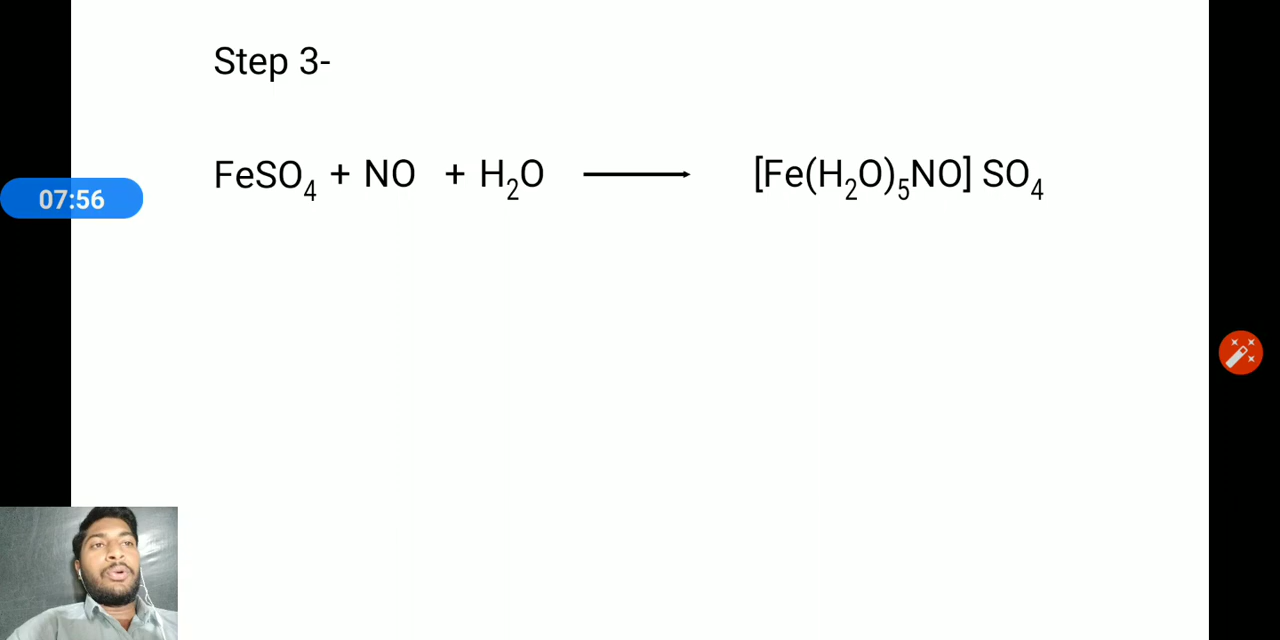 Step 3-
FeSO₄ + NO + H₂O ⟶ [Fe(H₂O)₅NO] SO₄
07:56